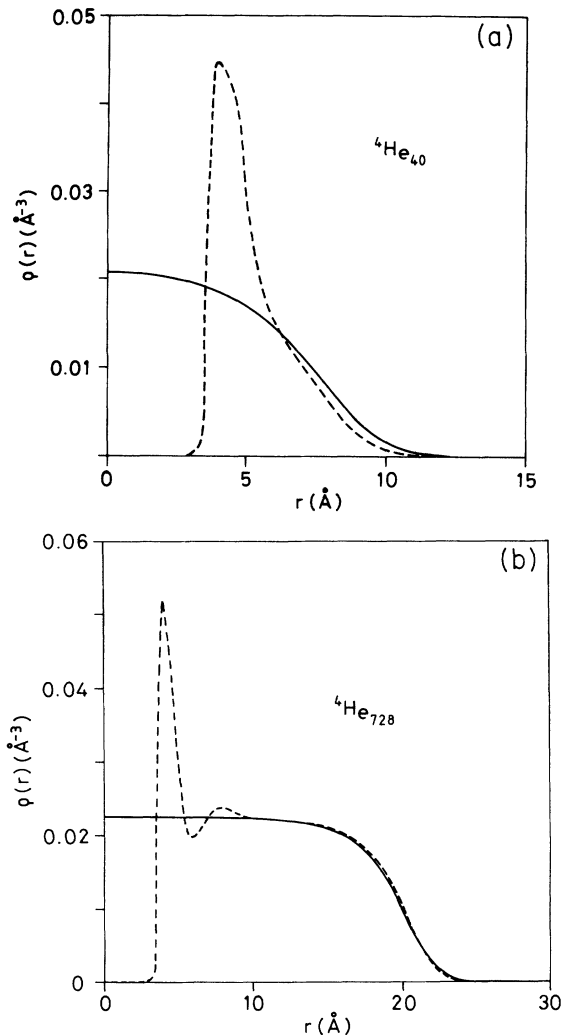 0.05
(a)
⁴He₄₀
0.03
ρ(r)(Å⁻³)
0.01
0 5 10 15
r(Å)
0.06
(b)
⁴He₇₂₈
0.04
ρ(r)(Å⁻³)
0.02
0
0 10 20 30
r(Å)